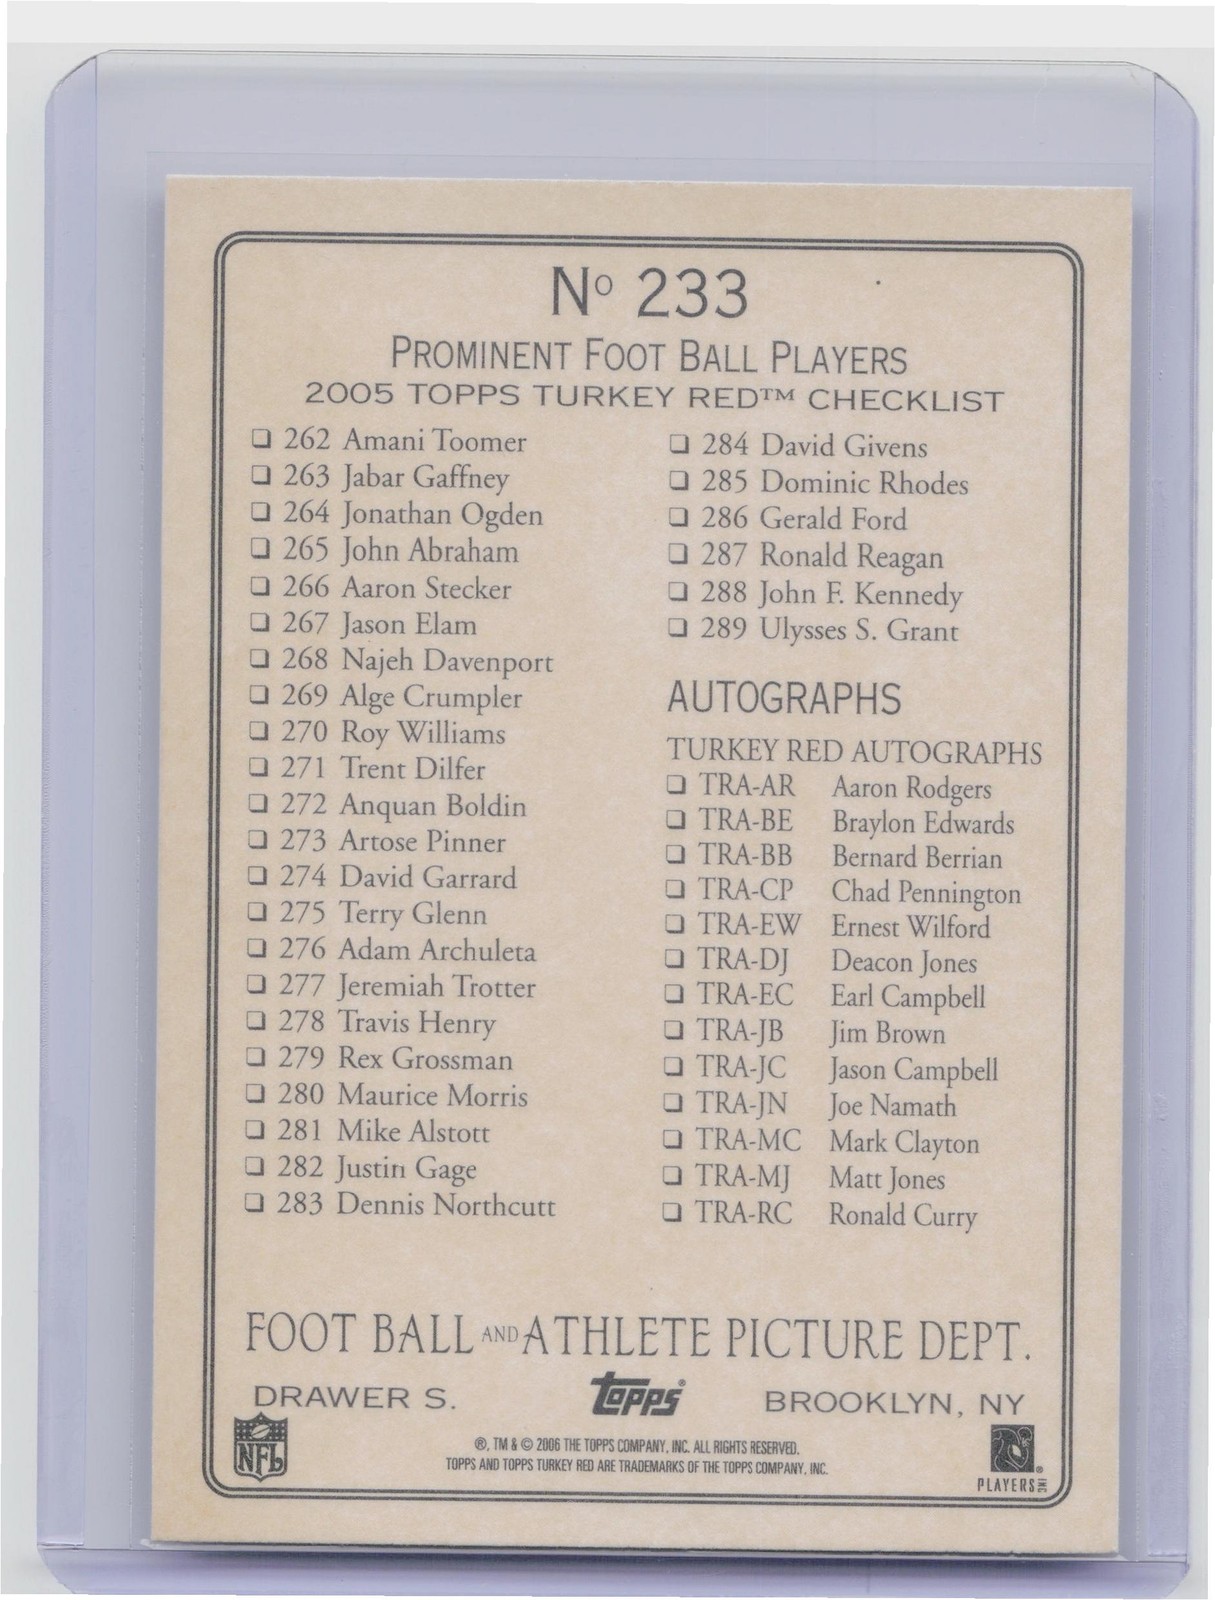 Nº 233
PROMINENT FOOT BALL PLAYERS
2005 TOPPS TURKEY RED™ CHECKLIST
❑ 262 Amani Toomer
❑ 263 Jabar Gaffney
❑ 264 Jonathan Ogden
❑ 265 John Abraham
❑ 266 Aaron Stecker
❑ 267 Jason Elam
❑ 268 Najeh Davenport
❑ 269 Alge Crumpler
❑ 270 Roy Williams
❑ 271 Trent Dilfer
❑ 272 Anquan Boldin
❑ 273 Artose Pinner
❑ 274 David Garrard
❑ 275 Terry Glenn
❑ 276 Adam Archuleta
❑ 277 Jeremiah Trotter
❑ 278 Travis Henry
❑ 279 Rex Grossman
❑ 280 Maurice Morris
❑ 281 Mike Alstott
❑ 282 Justin Gage
❑ 283 Dennis Northcutt
❑ 284 David Givens
❑ 285 Dominic Rhodes
❑ 286 Gerald Ford
❑ 287 Ronald Reagan
❑ 288 John F. Kennedy
❑ 289 Ulysses S. Grant
AUTOGRAPHS
TURKEY RED AUTOGRAPHS
❑ TRA-AR Aaron Rodgers
❑ TRA-BE Braylon Edwards
❑ TRA-BB Bernard Berrian
❑ TRA-CP Chad Pennington
❑ TRA-EW Ernest Wilford
❑ TRA-DJ Deacon Jones
❑ TRA-EC Earl Campbell
❑ TRA-JB Jim Brown
❑ TRA-JC Jason Campbell
❑ TRA-JN Joe Namath
❑ TRA-MC Mark Clayton
❑ TRA-MJ Matt Jones
❑ TRA-RC Ronald Curry
FOOT BALL AND ATHLETE PICTURE DEPT.
DRAWER S. Topps® BROOKLYN, NY
NFL
®, TM & © 2006 THE TOPPS COMPANY, INC. ALL RIGHTS RESERVED.
TOPPS AND TOPPS TURKEY RED ARE TRADEMARKS OF THE TOPPS COMPANY, INC.
PLAYERS INC